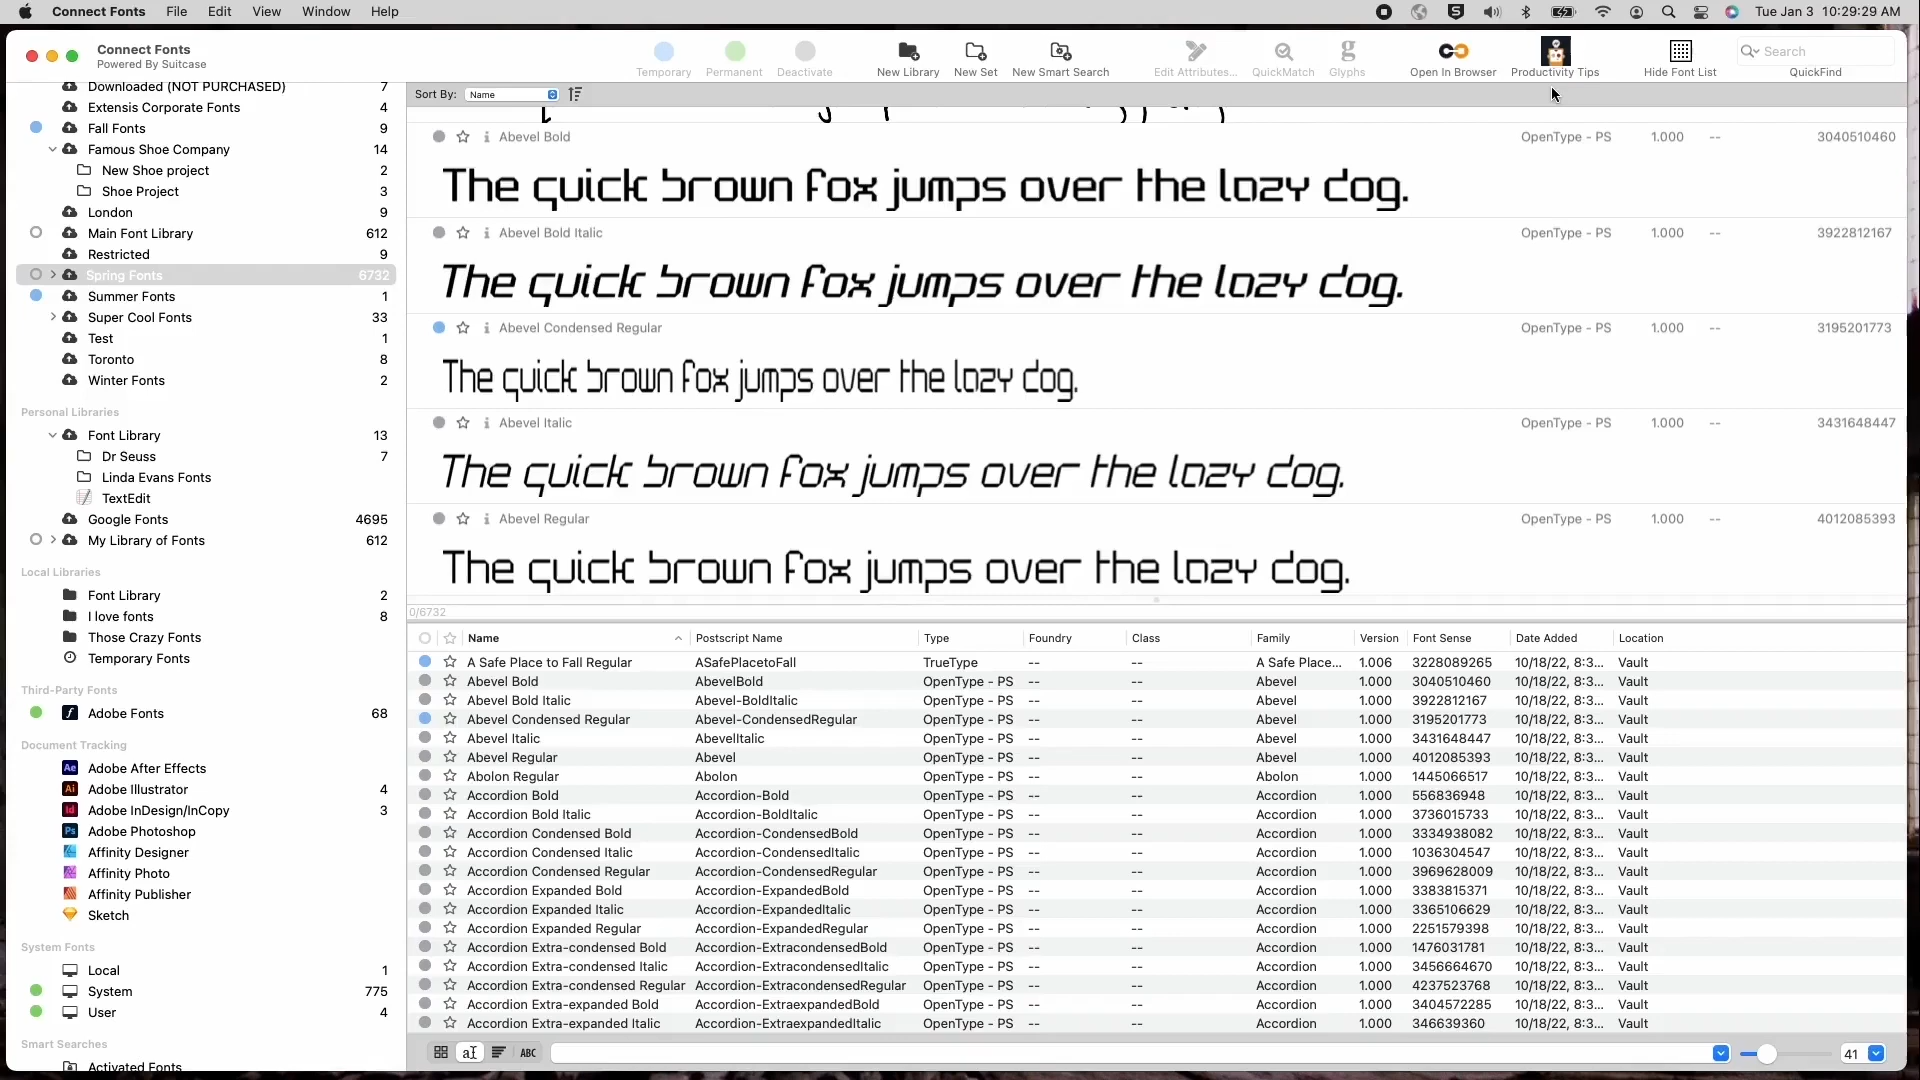 Connect Fonts File Edit View Window Help Tue Jan 3 10:29:29 AM
Connect Fonts
Powered By Suitcase
Temporary Permanent Deactivate New Library New Set New Smart Search Edit Attributes... QuickMatch Glyphs Open In Browser Productivity Tips Hide Font List Search QuickFind
Downloaded (NOT PURCHASED) 7
Extensis Corporate Fonts 4
Fall Fonts 9
Famous Shoe Company 14
New Shoe project 2
Shoe Project 3
London 9
Main Font Library 612
Restricted 9
Spring Fonts 6732
Summer Fonts 1
Super Cool Fonts 33
Test 1
Toronto 8
Winter Fonts 2
Personal Libraries
Font Library 13
Dr Seuss 7
Linda Evans Fonts
TextEdit
Google Fonts 4695
My Library of Fonts 612
Local Libraries
Font Library 2
I love fonts 8
Those Crazy Fonts
Temporary Fonts
Third-Party Fonts
Adobe Fonts 68
Document Tracking
Ae Adobe After Effects
Ai Adobe Illustrator 4
Id Adobe InDesign/InCopy 3
Ps Adobe Photoshop
Affinity Designer
Affinity Photo
Affinity Publisher
Sketch
System Fonts
Local 1
System 775
User 4
Smart Searches
Activated Fonts
Sort By: Name
Abevel Bold OpenType - PS 1.000 -- 3040510460
The quick brown fox jumps over the lazy dog.
Abevel Bold Italic OpenType - PS 1.000 -- 3922812167
The quick brown fox jumps over the lazy dog.
Abevel Condensed Regular OpenType - PS 1.000 -- 3195201773
The quick brown fox jumps over the lazy dog.
Abevel Italic OpenType - PS 1.000 -- 3431648447
The quick brown fox jumps over the lazy dog.
Abevel Regular OpenType - PS 1.000 -- 4012085393
The quick brown fox jumps over the lazy dog.
0/6732
Name Postscript Name Type Foundry Class Family Version Font Sense Date Added Location
A Safe Place to Fall Regular ASafePlacetoFall TrueType -- -- A Safe Place... 1.006 3228089265 10/18/22, 8:3... Vault
Abevel Bold AbevelBold OpenType - PS -- -- Abevel 1.000 3040510460 10/18/22, 8:3... Vault
Abevel Bold Italic Abevel-BoldItalic OpenType - PS -- -- Abevel 1.000 3922812167 10/18/22, 8:3... Vault
Abevel Condensed Regular Abevel-CondensedRegular OpenType - PS -- -- Abevel 1.000 3195201773 10/18/22, 8:3... Vault
Abevel Italic AbevelItalic OpenType - PS -- -- Abevel 1.000 3431648447 10/18/22, 8:3... Vault
Abevel Regular Abevel OpenType - PS -- -- Abevel 1.000 4012085393 10/18/22, 8:3... Vault
Abolon Regular Abolon OpenType - PS -- -- Abolon 1.000 1445066517 10/18/22, 8:3... Vault
Accordion Bold Accordion-Bold OpenType - PS -- -- Accordion 1.000 556836948 10/18/22, 8:3... Vault
Accordion Bold Italic Accordion-BoldItalic OpenType - PS -- -- Accordion 1.000 3736015733 10/18/22, 8:3... Vault
Accordion Condensed Bold Accordion-CondensedBold OpenType - PS -- -- Accordion 1.000 3334938082 10/18/22, 8:3... Vault
Accordion Condensed Italic Accordion-CondensedItalic OpenType - PS -- -- Accordion 1.000 1036304547 10/18/22, 8:3... Vault
Accordion Condensed Regular Accordion-CondensedRegular OpenType - PS -- -- Accordion 1.000 3969628009 10/18/22, 8:3... Vault
Accordion Expanded Bold Accordion-ExpandedBold OpenType - PS -- -- Accordion 1.000 3383815371 10/18/22, 8:3... Vault
Accordion Expanded Italic Accordion-ExpandedItalic OpenType - PS -- -- Accordion 1.000 3365106629 10/18/22, 8:3... Vault
Accordion Expanded Regular Accordion-ExpandedRegular OpenType - PS -- -- Accordion 1.000 2251579398 10/18/22, 8:3... Vault
Accordion Extra-condensed Bold Accordion-ExtracondensedBold OpenType - PS -- -- Accordion 1.000 1476031781 10/18/22, 8:3... Vault
Accordion Extra-condensed Italic Accordion-ExtracondensedItalic OpenType - PS -- -- Accordion 1.000 3456664670 10/18/22, 8:3... Vault
Accordion Extra-condensed Regular Accordion-ExtracondensedRegular OpenType - PS -- -- Accordion 1.000 4237523768 10/18/22, 8:3... Vault
Accordion Extra-expanded Bold Accordion-ExtraexpandedBold OpenType - PS -- -- Accordion 1.000 3404572285 10/18/22, 8:3... Vault
Accordion Extra-expanded Italic Accordion-ExtraexpandedItalic OpenType - PS -- -- Accordion 1.000 346639360 10/18/22, 8:3... Vault
aI ABC 41